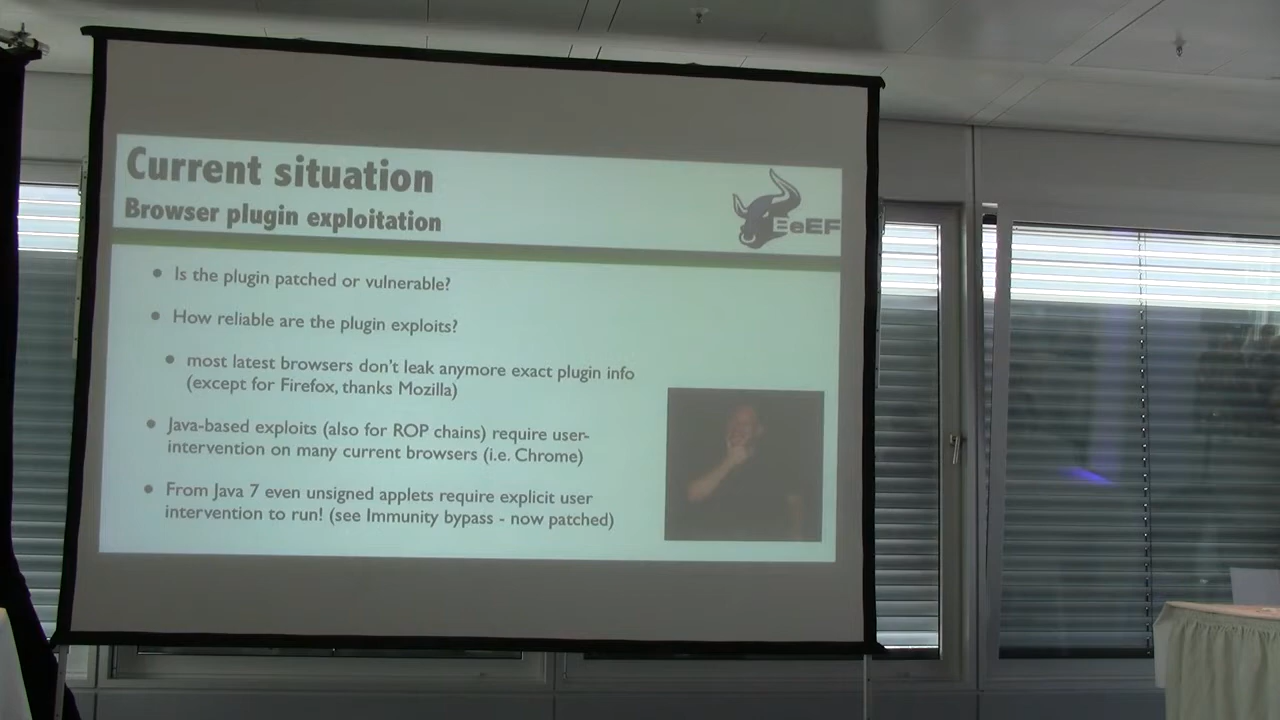 Current situation
Browser plugin exploitation
BeEF
• Is the plugin patched or vulnerable?
• How reliable are the plugin exploits?
• most latest browsers don't leak anymore exact plugin info
(except for Firefox, thanks Mozilla)
• Java-based exploits (also for ROP chains) require user-
intervention on many current browsers (i.e. Chrome)
• From Java 7 even unsigned applets require explicit user
intervention to run! (see Immunity bypass - now patched)